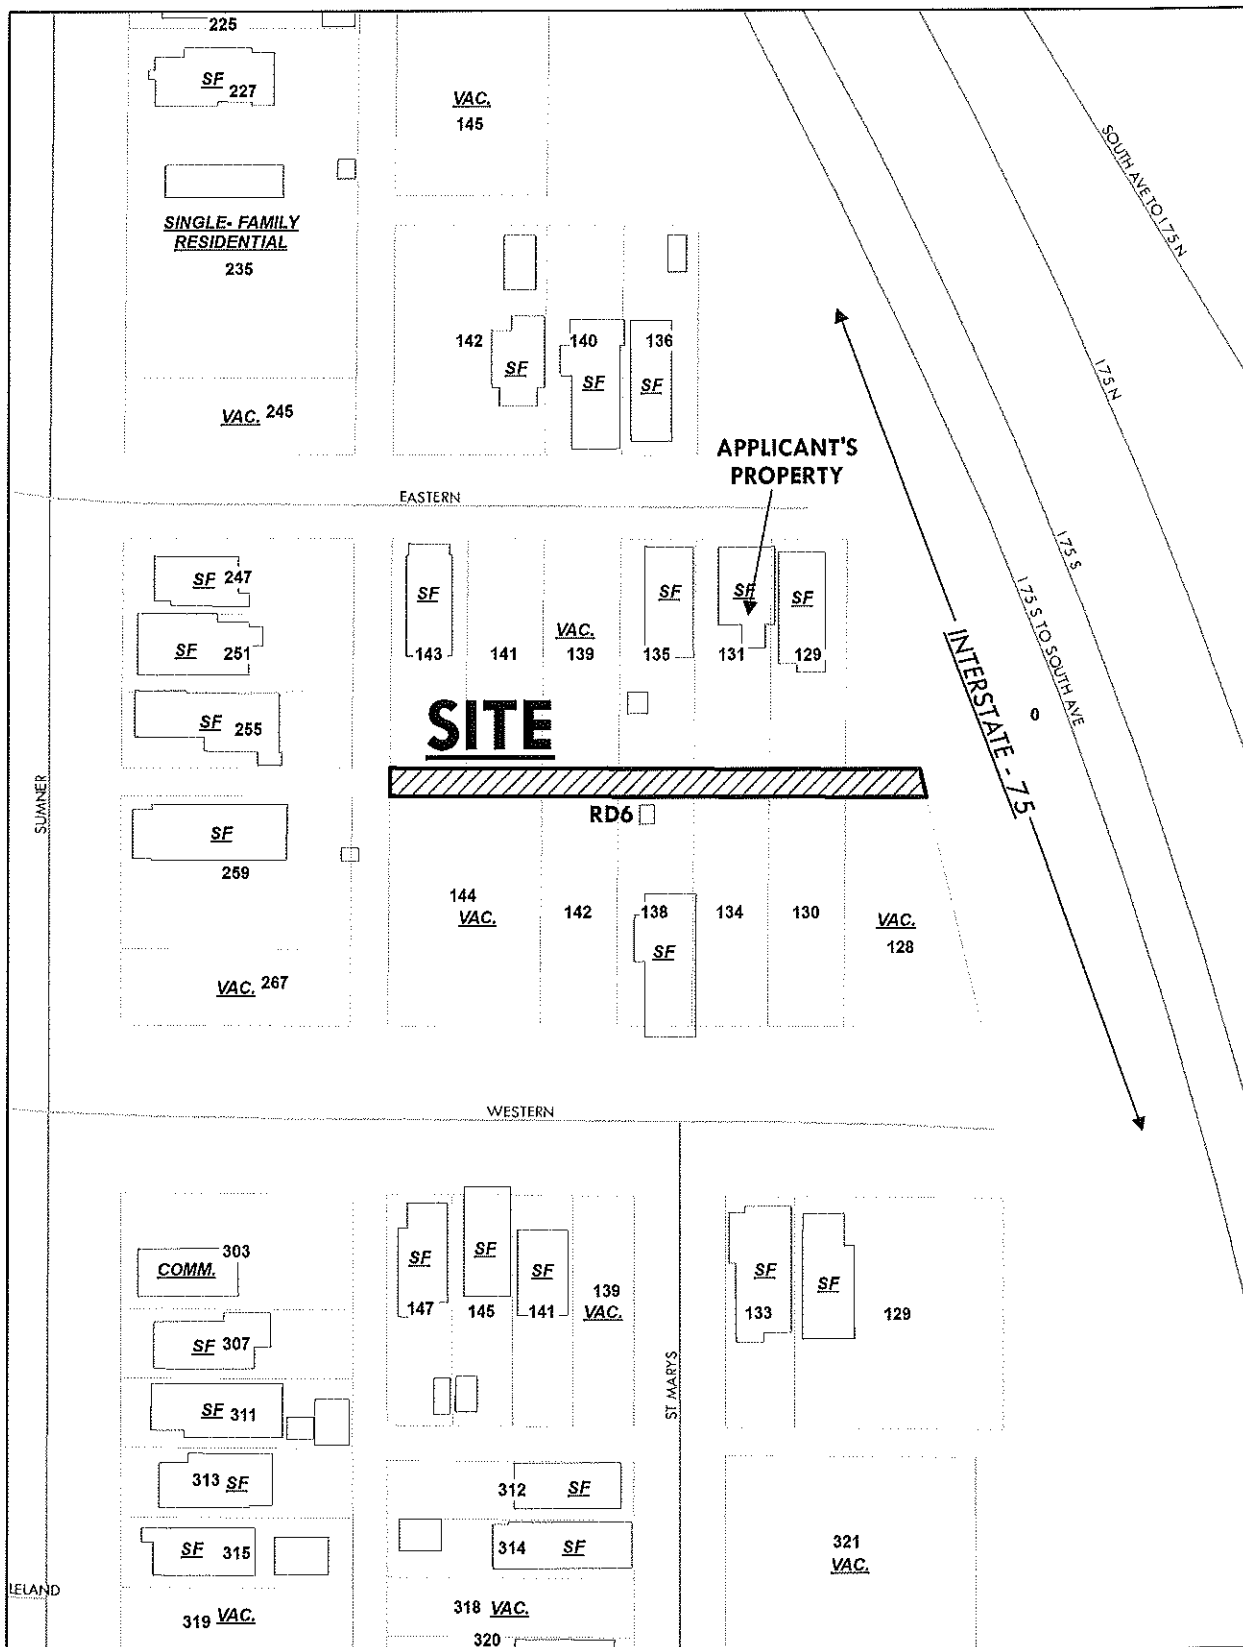 225
SF 227
VAC.
145
SOUTH AVE TO I 75 N
SINGLE- FAMILY
RESIDENTIAL
235
142
SF
140
SF
136
SF
I 75 N
VAC. 245
APPLICANT'S
PROPERTY
EASTERN
I 75 S
I 75 S TO SOUTH AVE
INTERSTATE - 75
0
SF 247
SF 251
SF 255
SF
143
141
VAC.
139
SF
135
SF
131
SF
129
SITE
RD6
SUMNER
SF
259
144
VAC.
142
138
SF
134
130
VAC.
128
VAC. 267
WESTERN
303
COMM.
SF
147
SF
145
SF
141
139
VAC.
SF
133
SF
129
SF 307
SF 311
ST MARYS
313 SF
312 SF
SF 315
314 SF
321
VAC.
LELAND
319 VAC.
318 VAC.
320